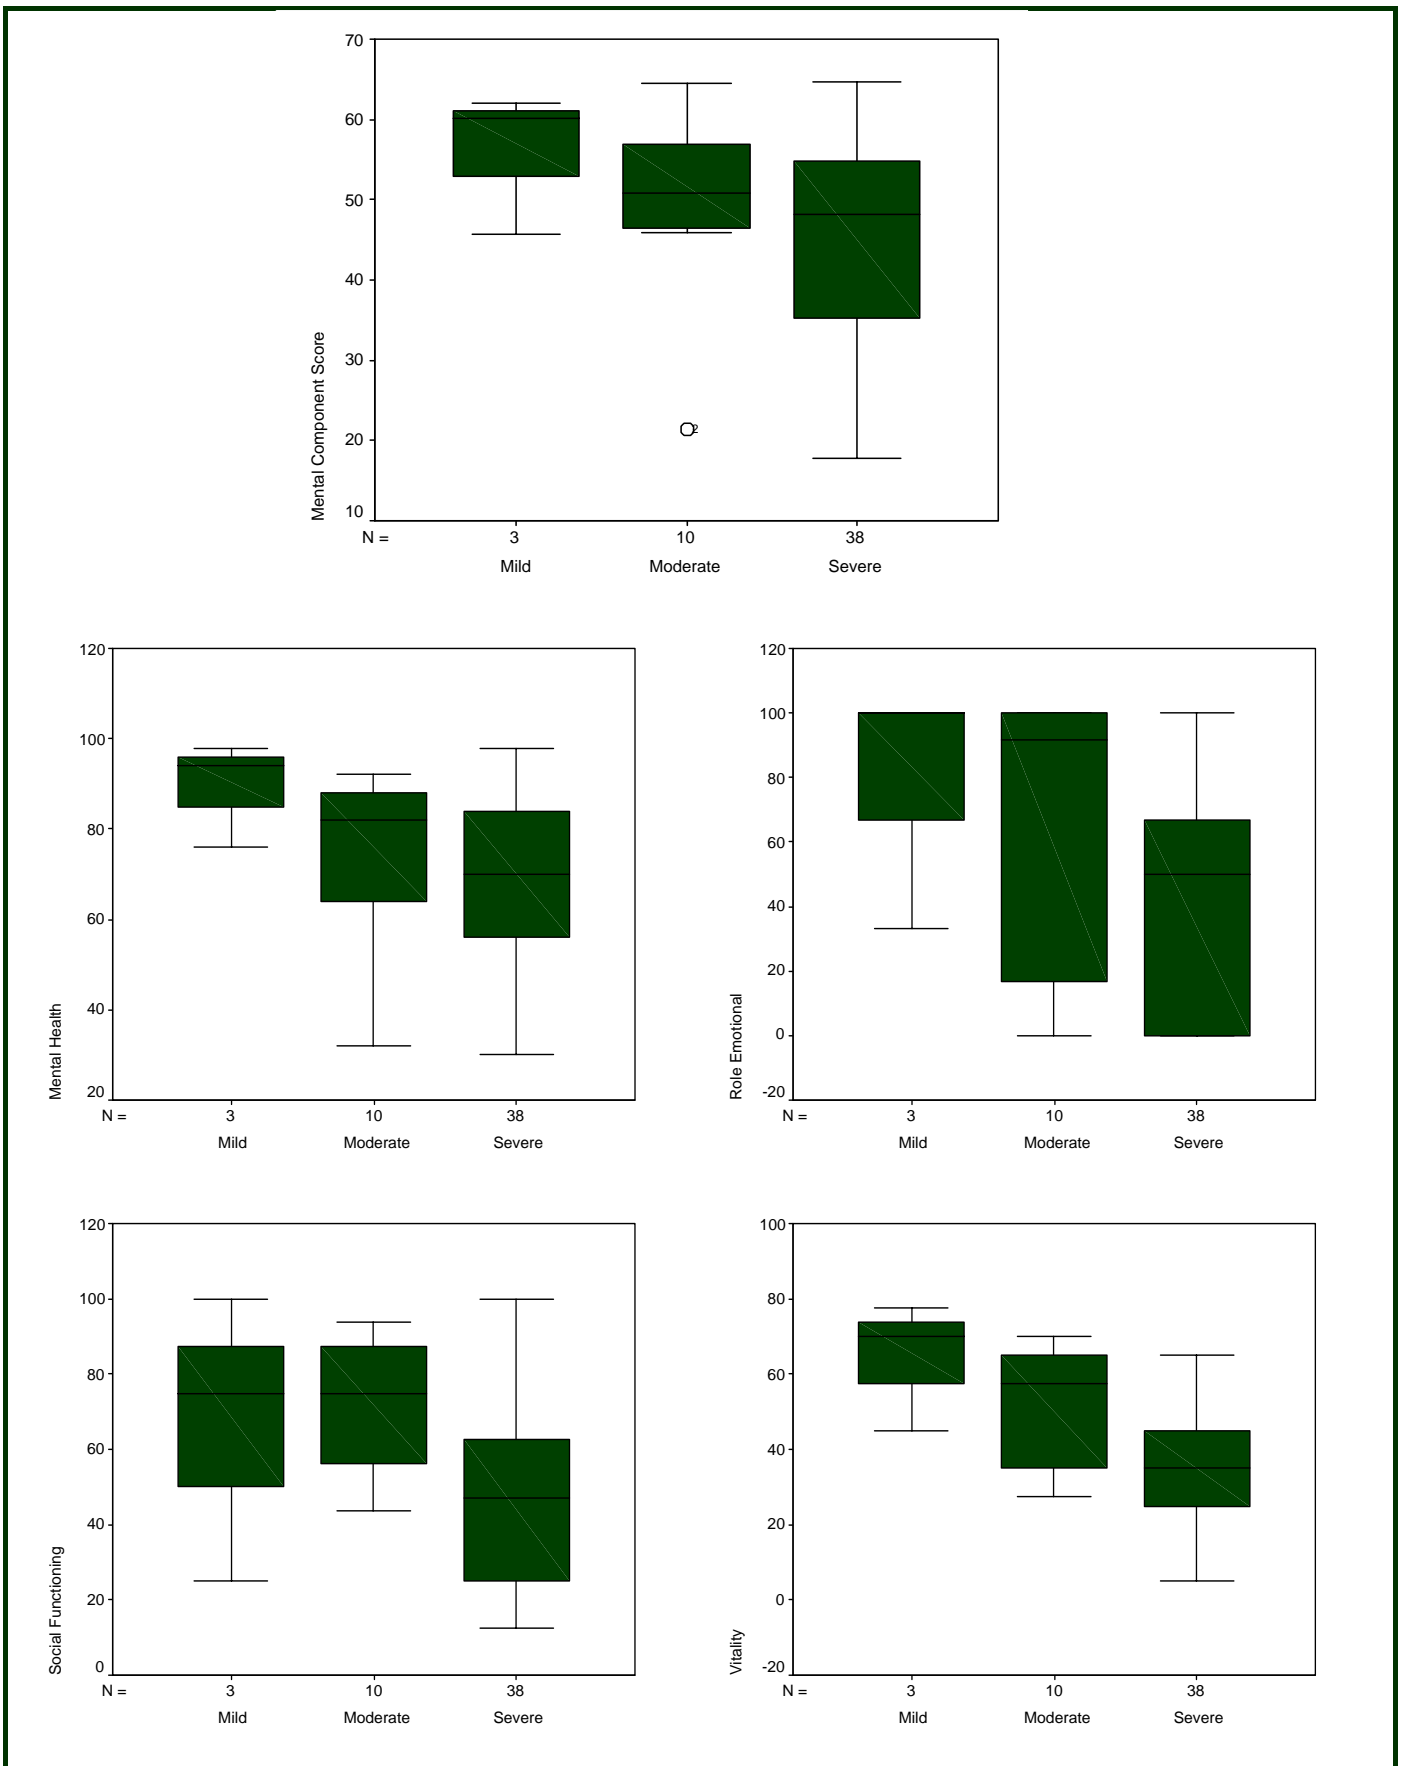 70
60
50
40
30
20
10
Mental Component Score
2
N = 3 10 38
Mild Moderate Severe
120
100
80
60
40
20
Mental Health
N = 3 10 38
Mild Moderate Severe
120
100
80
60
40
20
0
-20
Role Emotional
N = 3 10 38
Mild Moderate Severe
120
100
80
60
40
20
0
Social Functioning
N = 3 10 38
Mild Moderate Severe
100
80
60
40
20
0
-20
Vitality
N = 3 10 38
Mild Moderate Severe